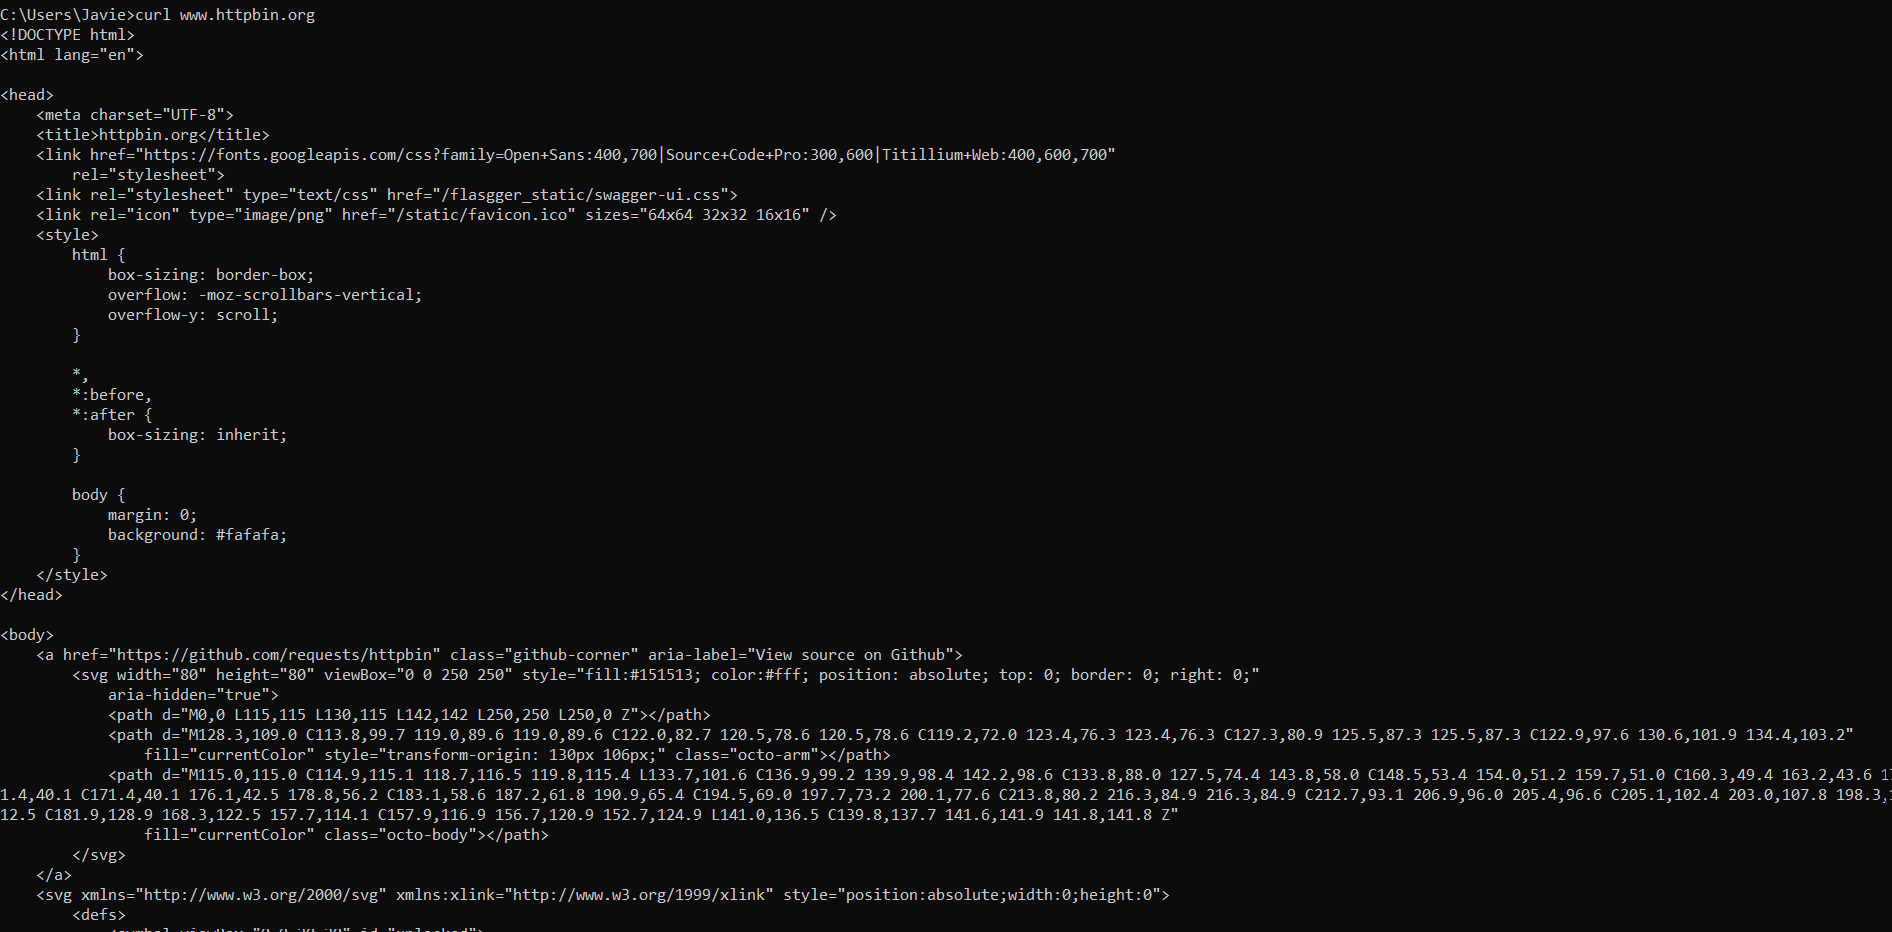 C:\Users\Javie>curl www.httpbin.org
<!DOCTYPE html>
<html lang="en">

<head>
    <meta charset="UTF-8">
    <title>httpbin.org</title>
    <link href="https://fonts.googleapis.com/css?family=Open+Sans:400,700|Source+Code+Pro:300,600|Titillium+Web:400,600,700"
        rel="stylesheet">
    <link rel="stylesheet" type="text/css" href="/flasgger_static/swagger-ui.css">
    <link rel="icon" type="image/png" href="/static/favicon.ico" sizes="64x64 32x32 16x16" />
    <style>
        html {
            box-sizing: border-box;
            overflow: -moz-scrollbars-vertical;
            overflow-y: scroll;
        }

        *,
        *:before,
        *:after {
            box-sizing: inherit;
        }

        body {
            margin: 0;
            background: #fafafa;
        }
    </style>
</head>

<body>
    <a href="https://github.com/requests/httpbin" class="github-corner" aria-label="View source on Github">
        <svg width="80" height="80" viewBox="0 0 250 250" style="fill:#151513; color:#fff; position: absolute; top: 0; border: 0; right: 0;"
            aria-hidden="true">
            <path d="M0,0 L115,115 L130,115 L142,142 L250,250 L250,0 Z"></path>
            <path d="M128.3,109.0 C113.8,99.7 119.0,89.6 119.0,89.6 C122.0,82.7 120.5,78.6 120.5,78.6 C119.2,72.0 123.4,76.3 123.4,76.3 C127.3,80.9 125.5,87.3 125.5,87.3 C122.9,97.6 130.6,101.9 134.4,103.2"
                fill="currentColor" style="transform-origin: 130px 106px;" class="octo-arm"></path>
            <path d="M115.0,115.0 C114.9,115.1 118.7,116.5 119.8,115.4 L133.7,101.6 C136.9,99.2 139.9,98.4 142.2,98.6 C133.8,88.0 127.5,74.4 143.8,58.0 C148.5,53.4 154.0,51.2 159.7,51.0 C160.3,49.4 163.2,43.6 17
1.4,40.1 C171.4,40.1 176.1,42.5 178.8,56.2 C183.1,58.6 187.2,61.8 190.9,65.4 C194.5,69.0 197.7,73.2 200.1,77.6 C213.8,80.2 216.3,84.9 216.3,84.9 C212.7,93.1 206.9,96.0 205.4,96.6 C205.1,102.4 203.0,107.8 198.3,1
12.5 C181.9,128.9 168.3,122.5 157.7,114.1 C157.9,116.9 156.7,120.9 152.7,124.9 L141.0,136.5 C139.8,137.7 141.6,141.9 141.8,141.8 Z"
                fill="currentColor" class="octo-body"></path>
        </svg>
    </a>
    <svg xmlns="http://www.w3.org/2000/svg" xmlns:xlink="http://www.w3.org/1999/xlink" style="position:absolute;width:0;height:0">
        <defs>